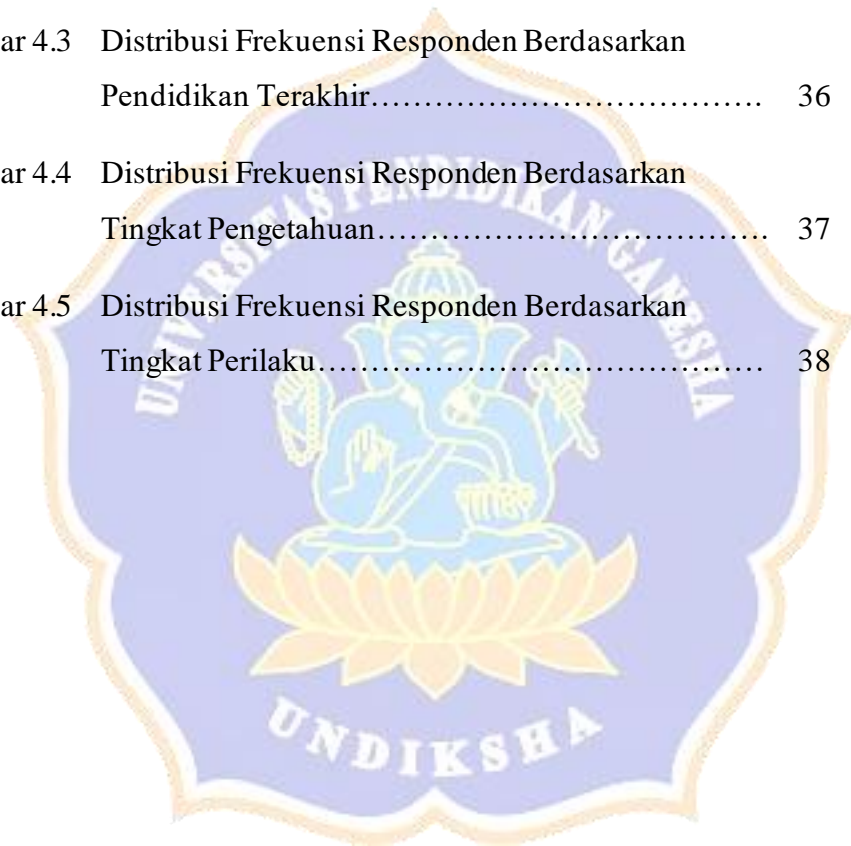 ar 4.3 Distribusi Frekuensi Responden Berdasarkan
Pendidikan Terakhir………………………………. 36
ar 4.4 Distribusi Frekuensi Responden Berdasarkan
Tingkat Pengetahuan………………………………. 37
ar 4.5 Distribusi Frekuensi Responden Berdasarkan
Tingkat Perilaku…………………………………… 38
UNIVERSITAS PENDIDIKAN GANESHA
UNDIKSHA